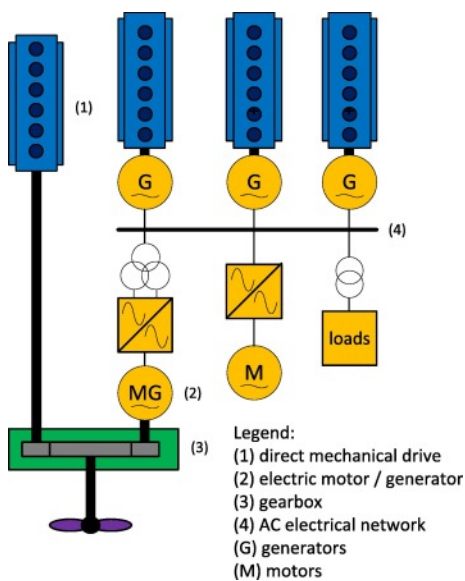 (1)
G
G
G
(4)
loads
MG
M
(2)
(3)
Legend:
(1) direct mechanical drive
(2) electric motor / generator
(3) gearbox
(4) AC electrical network
(G) generators
(M) motors